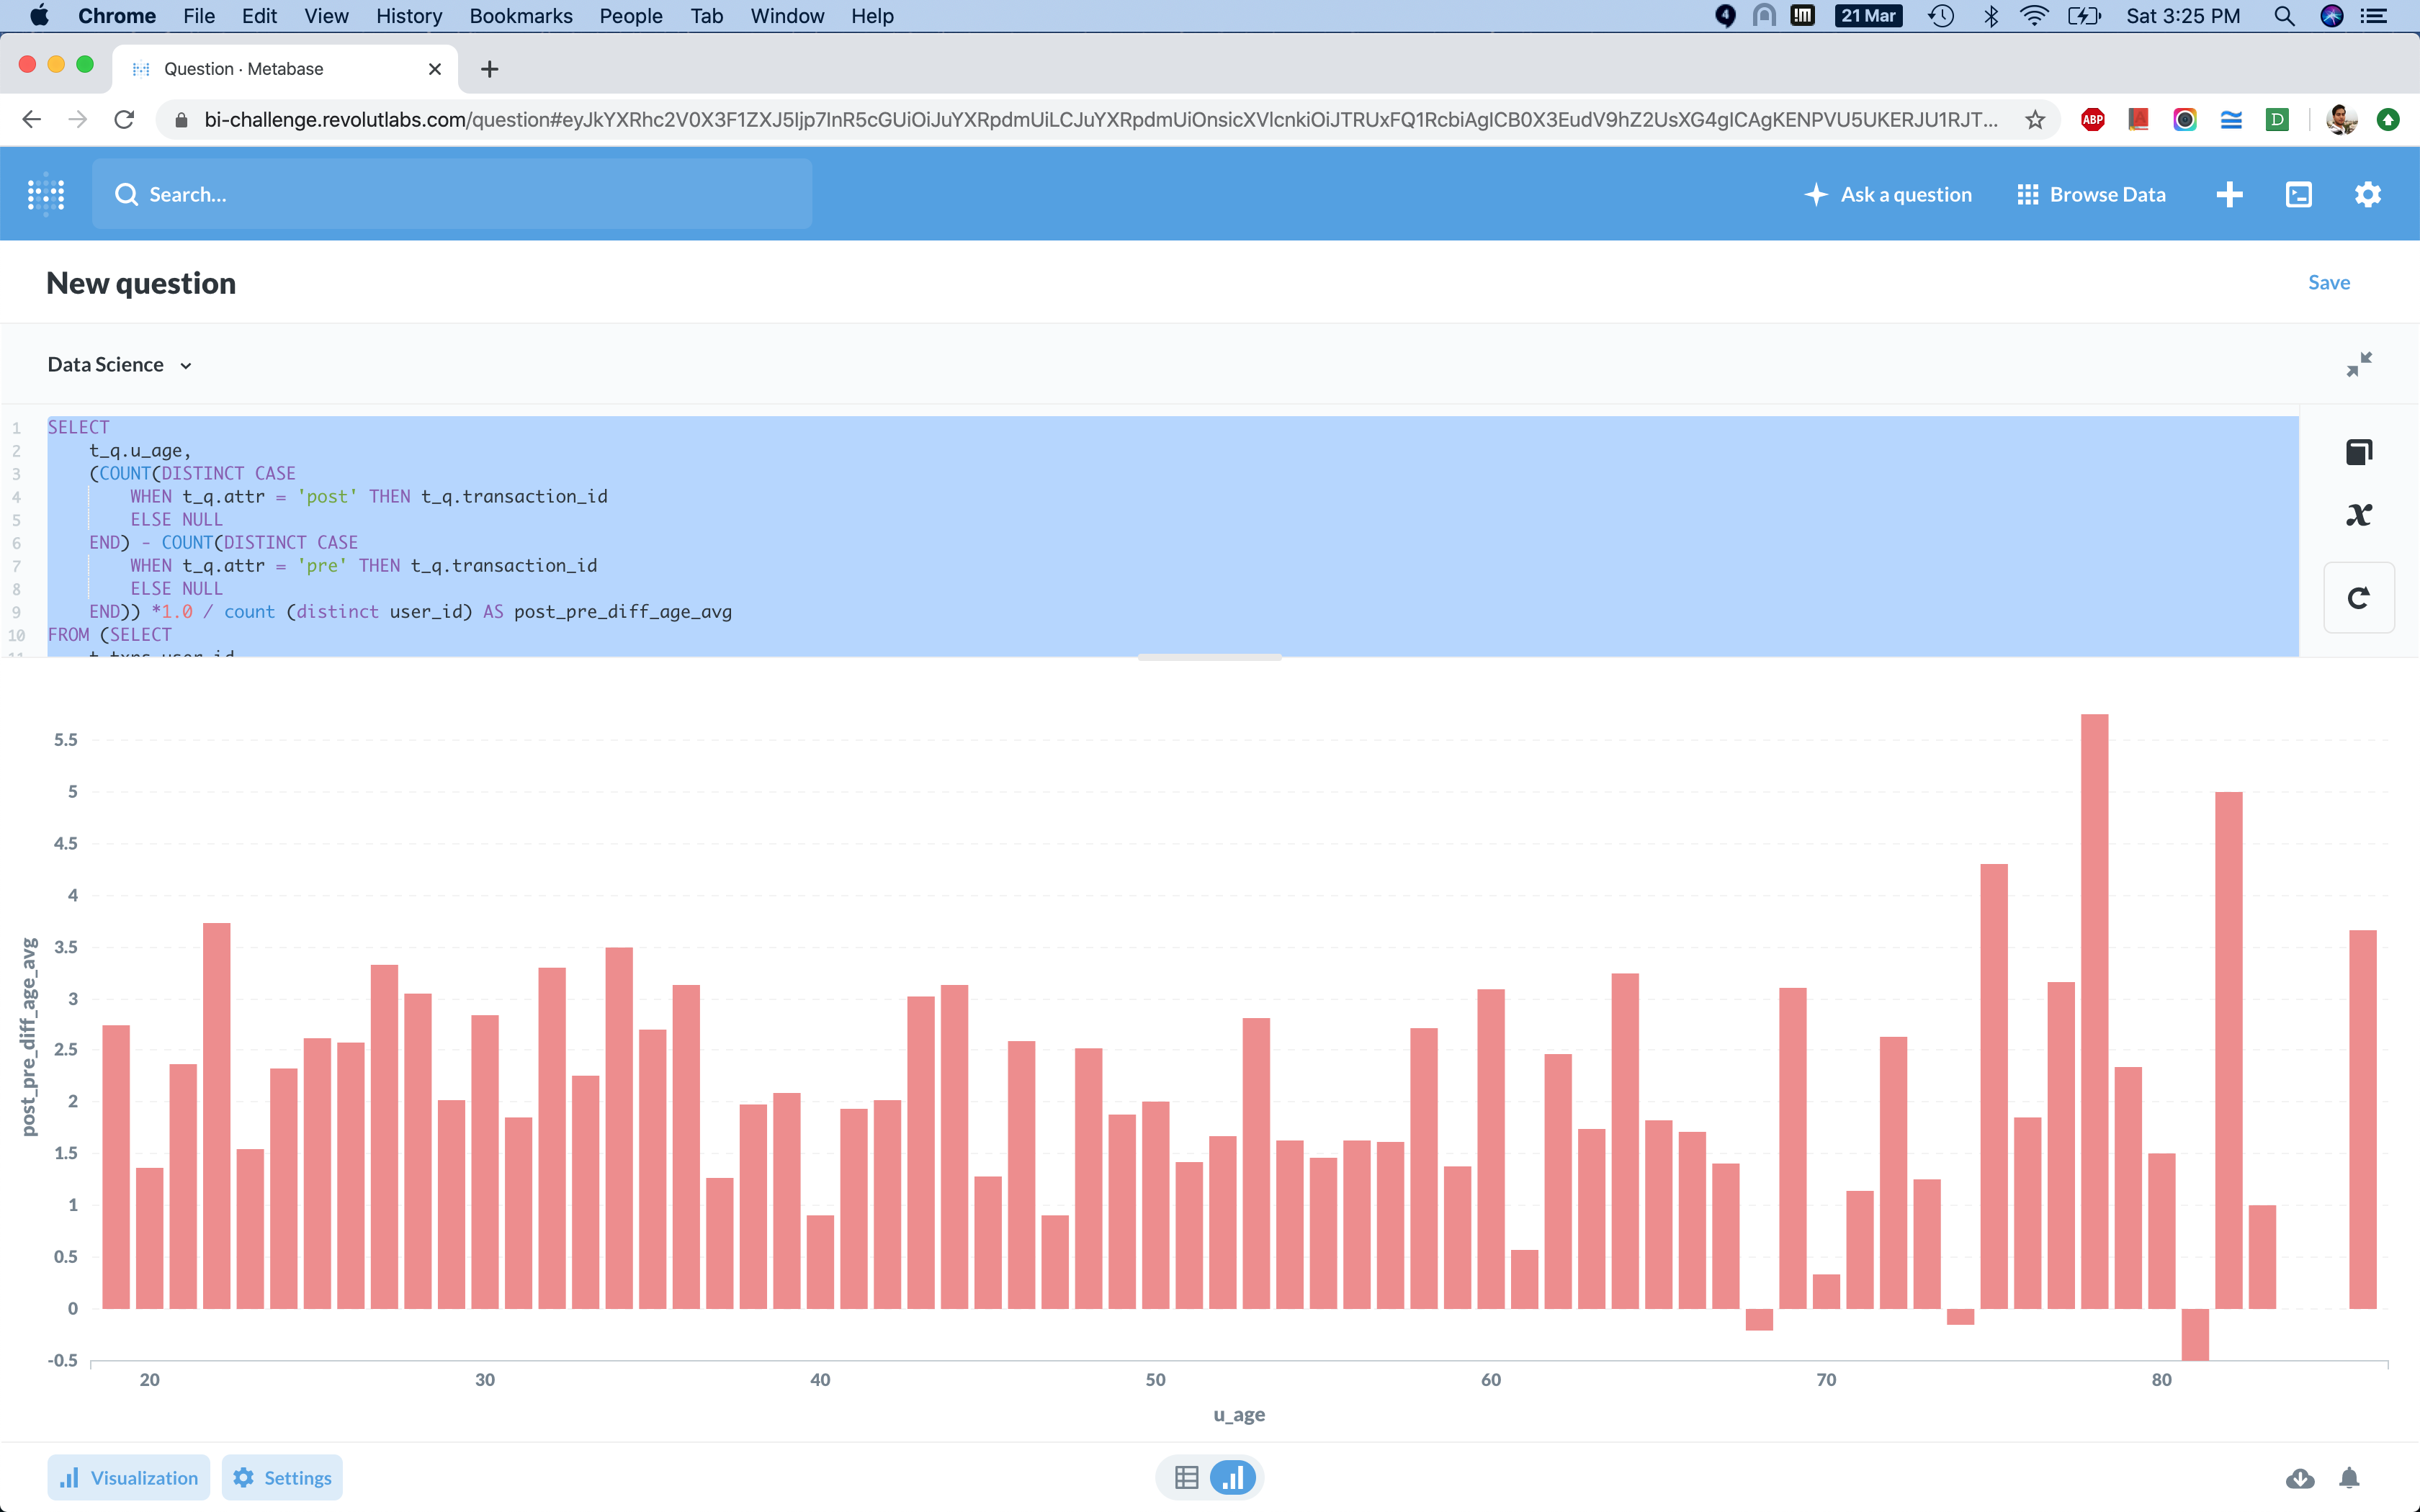 Chrome File Edit View History Bookmarks People Tab Window Help 4 21 Mar Sat 3:25 PM
Question · Metabase
bi-challenge.revolutlabs.com/question#eyJkYXRhc2V0X3F1ZXJ5Ijp7InR5cGUiOiJuYXRpdmUiLCJuYXRpdmUiOnsicXVlcnkiOiJTRUxFQ1RcbiAgICB0X3EudV9hZ2UsXG4gICAgKENPVU5UKERJU1RJT... ABP A D
Search...
Ask a question Browse Data
New question
Save
Data Science
1 SELECT
2 t_q.u_age,
3 (COUNT(DISTINCT CASE
4 WHEN t_q.attr = 'post' THEN t_q.transaction_id
5 ELSE NULL
6 END) - COUNT(DISTINCT CASE
7 WHEN t_q.attr = 'pre' THEN t_q.transaction_id
8 ELSE NULL
9 END)) *1.0 / count (distinct user_id) AS post_pre_diff_age_avg
10 FROM (SELECT
11 t_txns.user_id
x
5.5
5
4.5
4
3.5
3
2.5
2
1.5
1
0.5
0
-0.5
post_pre_diff_age_avg
20 30 40 50 60 70 80
u_age
Visualization Settings